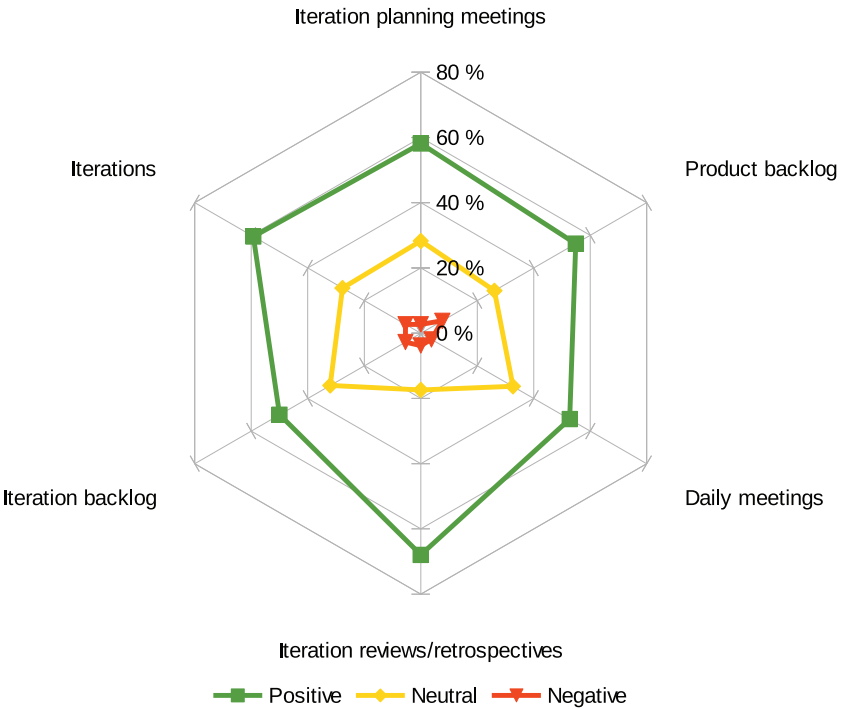 Iteration planning meetings
80 %
60 %
Iterations
Product backlog
40 %
20 %
0 %
Iteration backlog
Daily meetings
Iteration reviews/retrospectives
Positive Neutral Negative